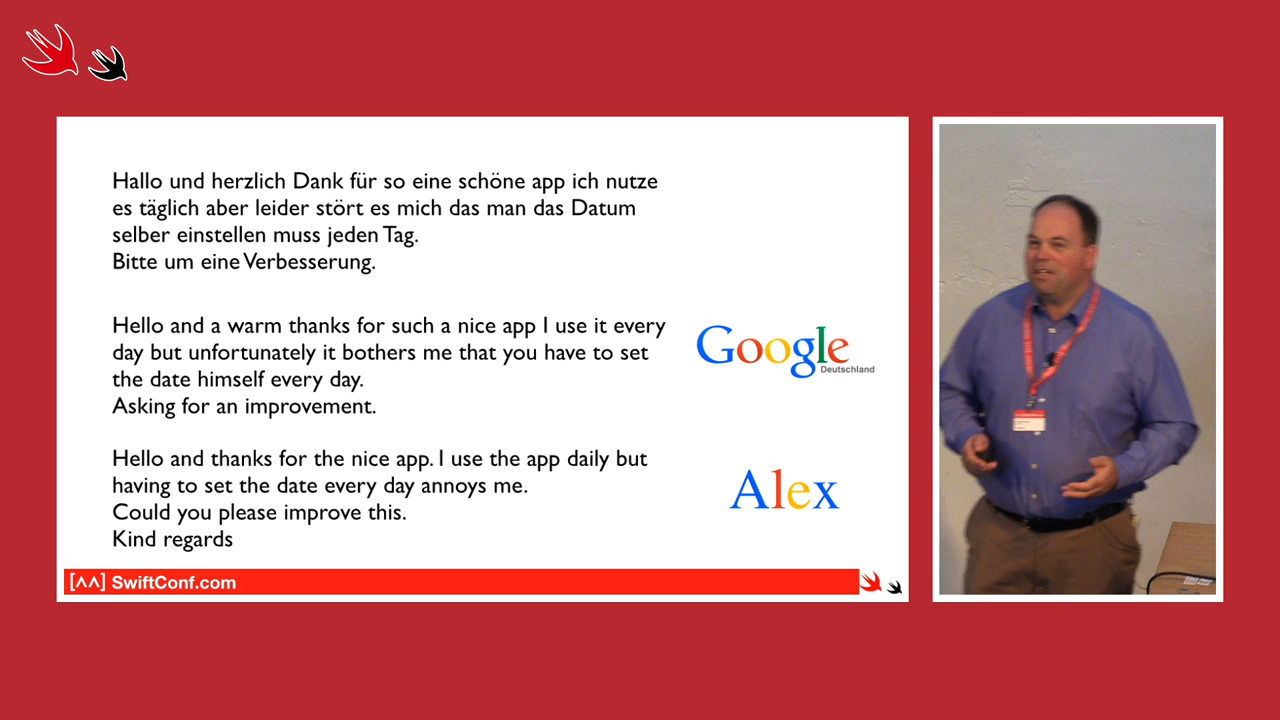 Hallo und herzlich Dank für so eine schöne app ich nutze
es täglich aber leider stört es mich das man das Datum
selber einstellen muss jeden Tag.
Bitte um eine Verbesserung.
Hello and a warm thanks for such a nice app I use it every
day but unfortunately it bothers me that you have to set
the date himself every day.
Asking for an improvement.
Google
Deutschland
Hello and thanks for the nice app. I use the app daily but
having to set the date every day annoys me.
Could you please improve this.
Kind regards
Alex
[^^] SwiftConf.com